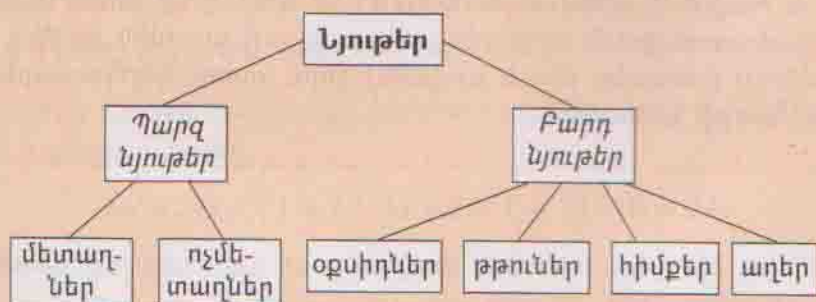 Նյութեր
Պարզ
նյութեր
Բարդ
նյութեր
մետաղ-
ներ
ոչմե-
տաղներ
օքսիդներ
թթուներ
հիմքեր
աղեր